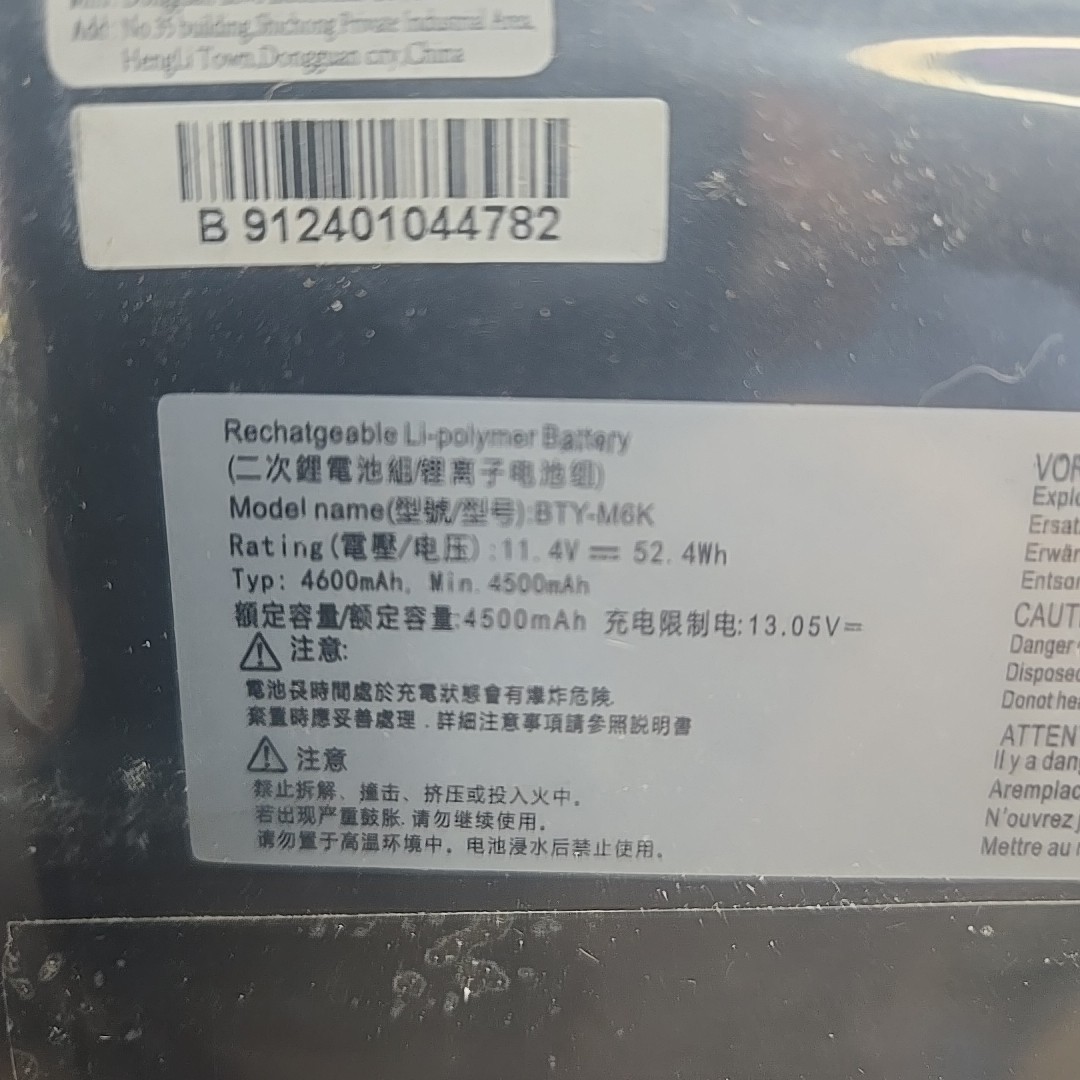 Add: No 35 building,Shichong Private Industrial Area,
HengLi Town,Dongguan city,China
B 912401044782
Rechatgeable Li-polymer Battery
(二次鋰電池組/锂离子电池组)
Model name(型號/型号):BTY-M6K
Rating(電壓/电压):11.4V ⎓ 52.4Wh
Typ: 4600mAh, Min. 4500mAh
額定容量/额定容量:4500mAh 充电限制电:13.05V⎓
⚠ 注意:
電池長時間處於充電狀態會有爆炸危険.
棄置時應妥善處理.詳細注意事項請參照說明書
⚠ 注意
禁止拆解、撞击、挤压或投入火中。
若出现严重鼓胀.请勿继续使用。
请勿置于高温环境中。电池浸水后禁止使用。
VOR
Explo
Ersat
Erwär
Entsor
CAUT
Danger
Disposed
Donot hea
ATTENT
Il y a dang
Aremplac
N'ouvrez
Mettre au